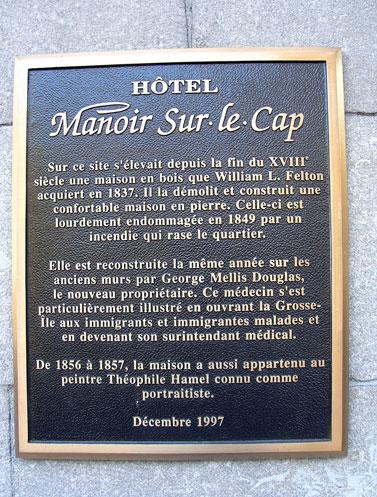 HÔTEL
Manoir Sur·le·Cap
Sur ce site s'élevait depuis la fin du XVIIIe
siècle une maison en bois que William L. Felton
acquiert en 1837. Il la démolit et construit une
confortable maison en pierre. Celle-ci est
lourdement endommagée en 1849 par un
incendie qui rase le quartier.
Elle est reconstruite la même année sur les
anciens murs par George Mellis Douglas,
le nouveau propriétaire. Ce médecin s'est
particulièrement illustré en ouvrant la Grosse-
Île aux immigrants et immigrantes malades et
en devenant son surintendant médical.
De 1856 à 1857, la maison a aussi appartenu au
peintre Théophile Hamel connu comme
portraitiste.
Décembre 1997